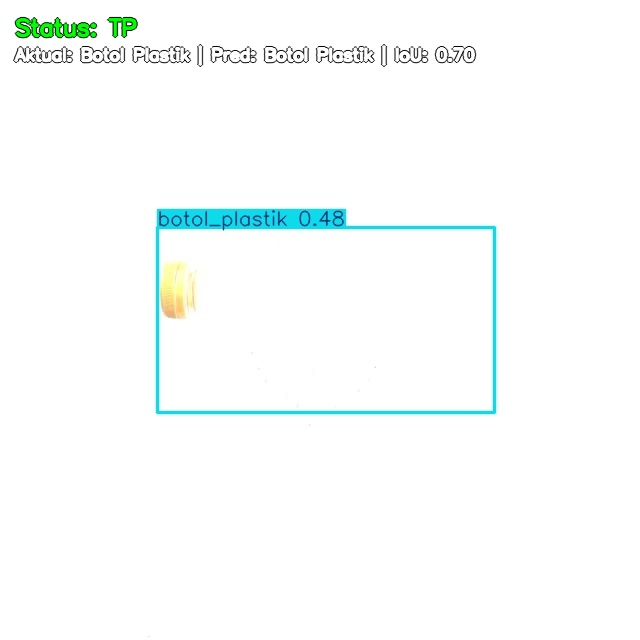 Status: TP
Aktual: Botol Plastik | Pred: Botol Plastik | IoU: 0.70
botol_plastik 0.48